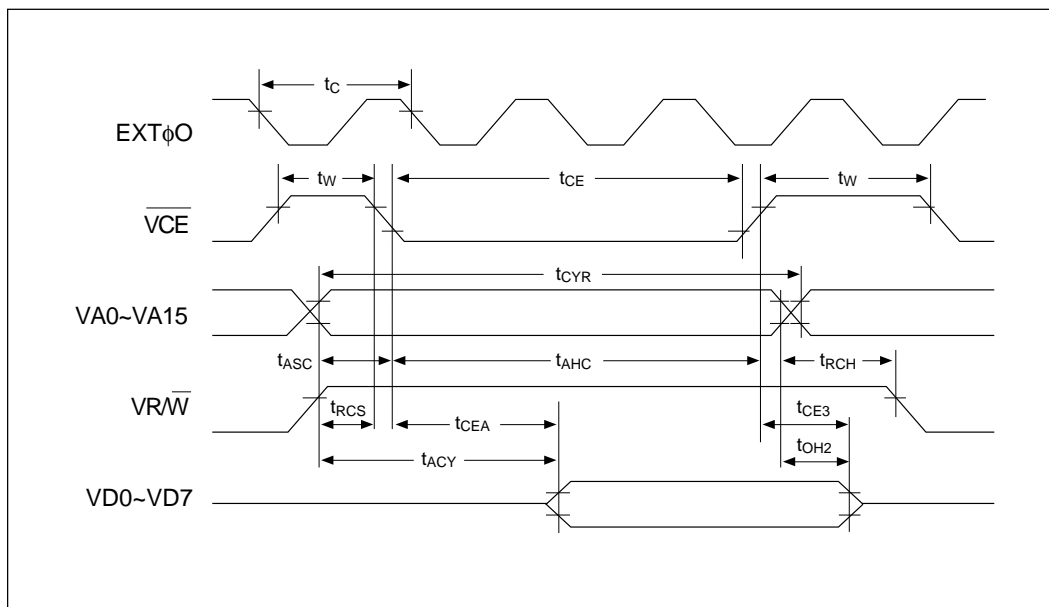 tC
EXTϕO
tW
tCE
tW
V̅C̅E̅
tCYR
VA0~VA15
tASC
tAHC
tRCH
VR/W̅
tRCS
tCEA
tCE3
tACY
tOH2
VD0~VD7